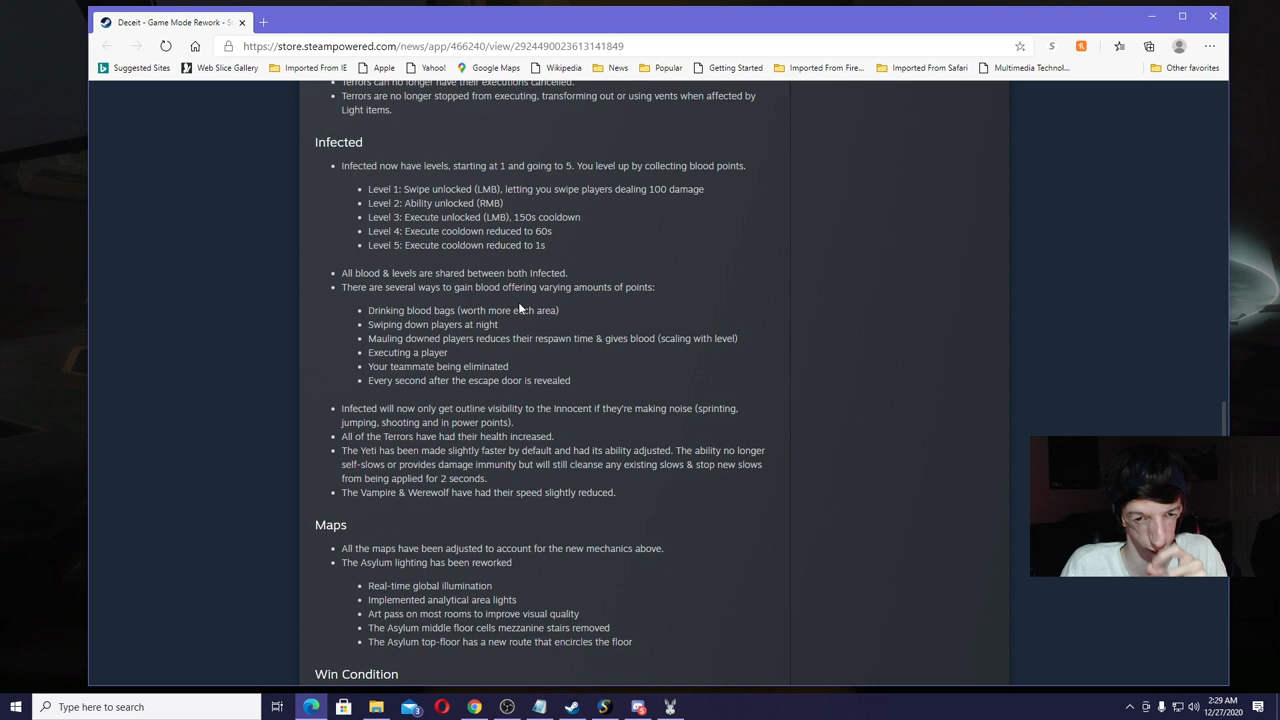 Deceit - Game Mode Rework - S
https://store.steampowered.com/news/app/466240/view/2924490023613141849
Suggested Sites
Web Slice Gallery
Imported From IE
Apple
Yahoo!
Google Maps
Wikipedia
News
Popular
Getting Started
Imported From Fire...
Imported From Safari
Multimedia Technol...
Other favorites
Terrors can no longer have their executions cancelled.
Terrors are no longer stopped from executing, transforming out or using vents when affected by
Light items.
Infected
Infected now have levels, starting at 1 and going to 5. You level up by collecting blood points.
Level 1: Swipe unlocked (LMB), letting you swipe players dealing 100 damage
Level 2: Ability unlocked (RMB)
Level 3: Execute unlocked (LMB), 150s cooldown
Level 4: Execute cooldown reduced to 60s
Level 5: Execute cooldown reduced to 1s
All blood & levels are shared between both Infected.
There are several ways to gain blood offering varying amounts of points:
Drinking blood bags (worth more each area)
Swiping down players at night
Mauling downed players reduces their respawn time & gives blood (scaling with level)
Executing a player
Your teammate being eliminated
Every second after the escape door is revealed
Infected will now only get outline visibility to the Innocent if they're making noise (sprinting,
jumping, shooting and in power points).
All of the Terrors have had their health increased.
The Yeti has been made slightly faster by default and had its ability adjusted. The ability no longer
self-slows or provides damage immunity but will still cleanse any existing slows & stop new slows
from being applied for 2 seconds.
The Vampire & Werewolf have had their speed slightly reduced.
Maps
All the maps have been adjusted to account for the new mechanics above.
The Asylum lighting has been reworked
Real-time global illumination
Implemented analytical area lights
Art pass on most rooms to improve visual quality
The Asylum middle floor cells mezzanine stairs removed
The Asylum top-floor has a new route that encircles the floor
Win Condition
Type here to search
2:29 AM
12/27/2020